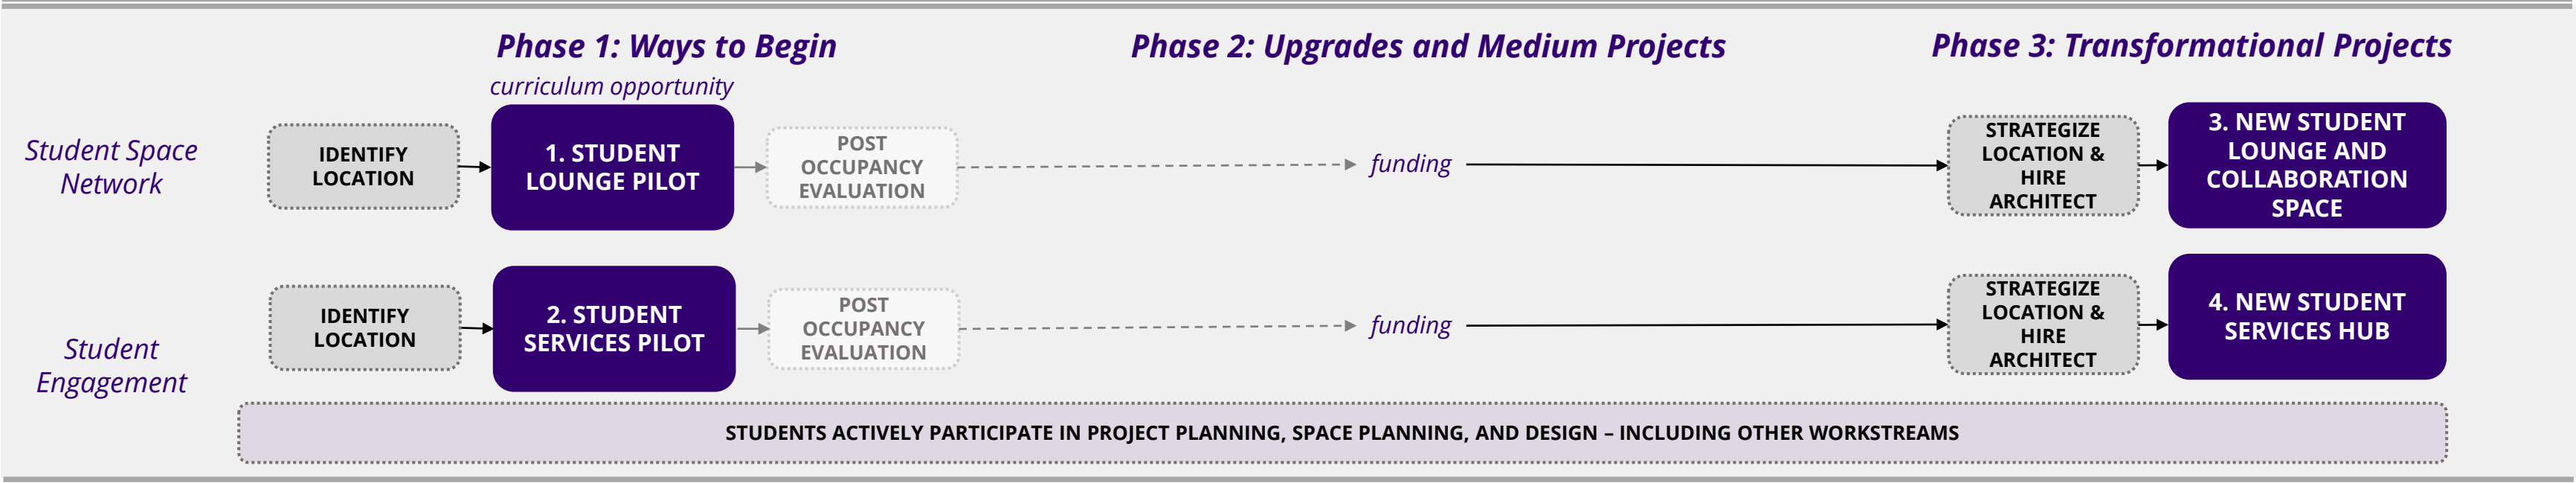 Phase 1: Ways to Begin
Phase 2: Upgrades and Medium Projects
Phase 3: Transformational Projects
curriculum opportunity
Student Space
Network
IDENTIFY
LOCATION
1. STUDENT
LOUNGE PILOT
POST
OCCUPANCY
EVALUATION
funding
STRATEGIZE
LOCATION &
HIRE
ARCHITECT
3. NEW STUDENT
LOUNGE AND
COLLABORATION
SPACE
Student
Engagement
IDENTIFY
LOCATION
2. STUDENT
SERVICES PILOT
POST
OCCUPANCY
EVALUATION
funding
STRATEGIZE
LOCATION &
HIRE
ARCHITECT
4. NEW STUDENT
SERVICES HUB
STUDENTS ACTIVELY PARTICIPATE IN PROJECT PLANNING, SPACE PLANNING, AND DESIGN – INCLUDING OTHER WORKSTREAMS